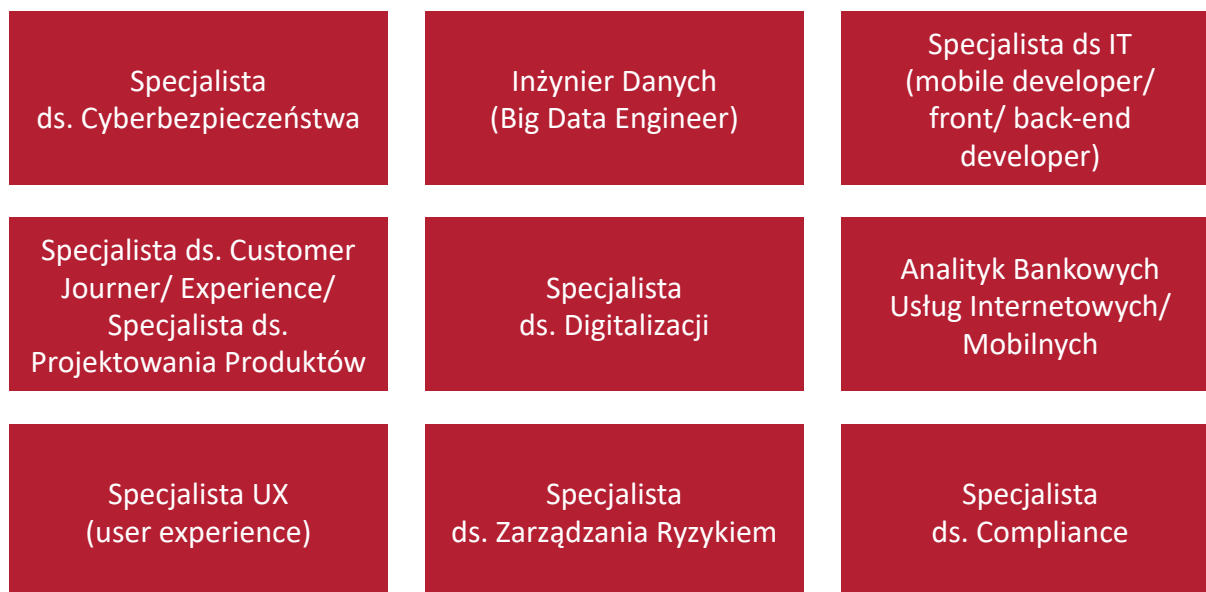 Specjalista
ds. Cyberbezpieczeństwa
Inżynier Danych
(Big Data Engineer)
Specjalista ds IT
(mobile developer/
front/ back-end
developer)
Specjalista ds. Customer
Journer/ Experience/
Specjalista ds.
Projektowania Produktów
Specjalista
ds. Digitalizacji
Analityk Bankowych
Usług Internetowych/
Mobilnych
Specjalista UX
(user experience)
Specjalista
ds. Zarządzania Ryzykiem
Specjalista
ds. Compliance